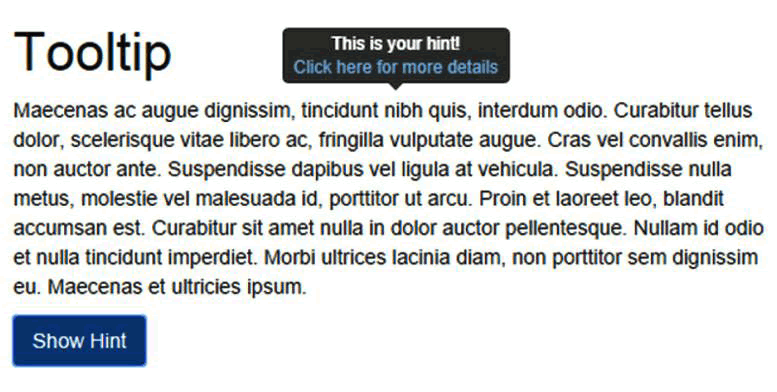 Tooltip
This is your hint!
Click here for more details
Maecenas ac augue dignissim, tincidunt nibh quis, interdum odio. Curabitur tellus
dolor, scelerisque vitae libero ac, fringilla vulputate augue. Cras vel convallis enim,
non auctor ante. Suspendisse dapibus vel ligula at vehicula. Suspendisse nulla
metus, molestie vel malesuada id, porttitor ut arcu. Proin et laoreet leo, blandit
accumsan est. Curabitur sit amet nulla in dolor auctor pellentesque. Nullam id odio
et nulla tincidunt imperdiet. Morbi ultrices lacinia diam, non porttitor sem dignissim
eu. Maecenas et ultricies ipsum.
Show Hint